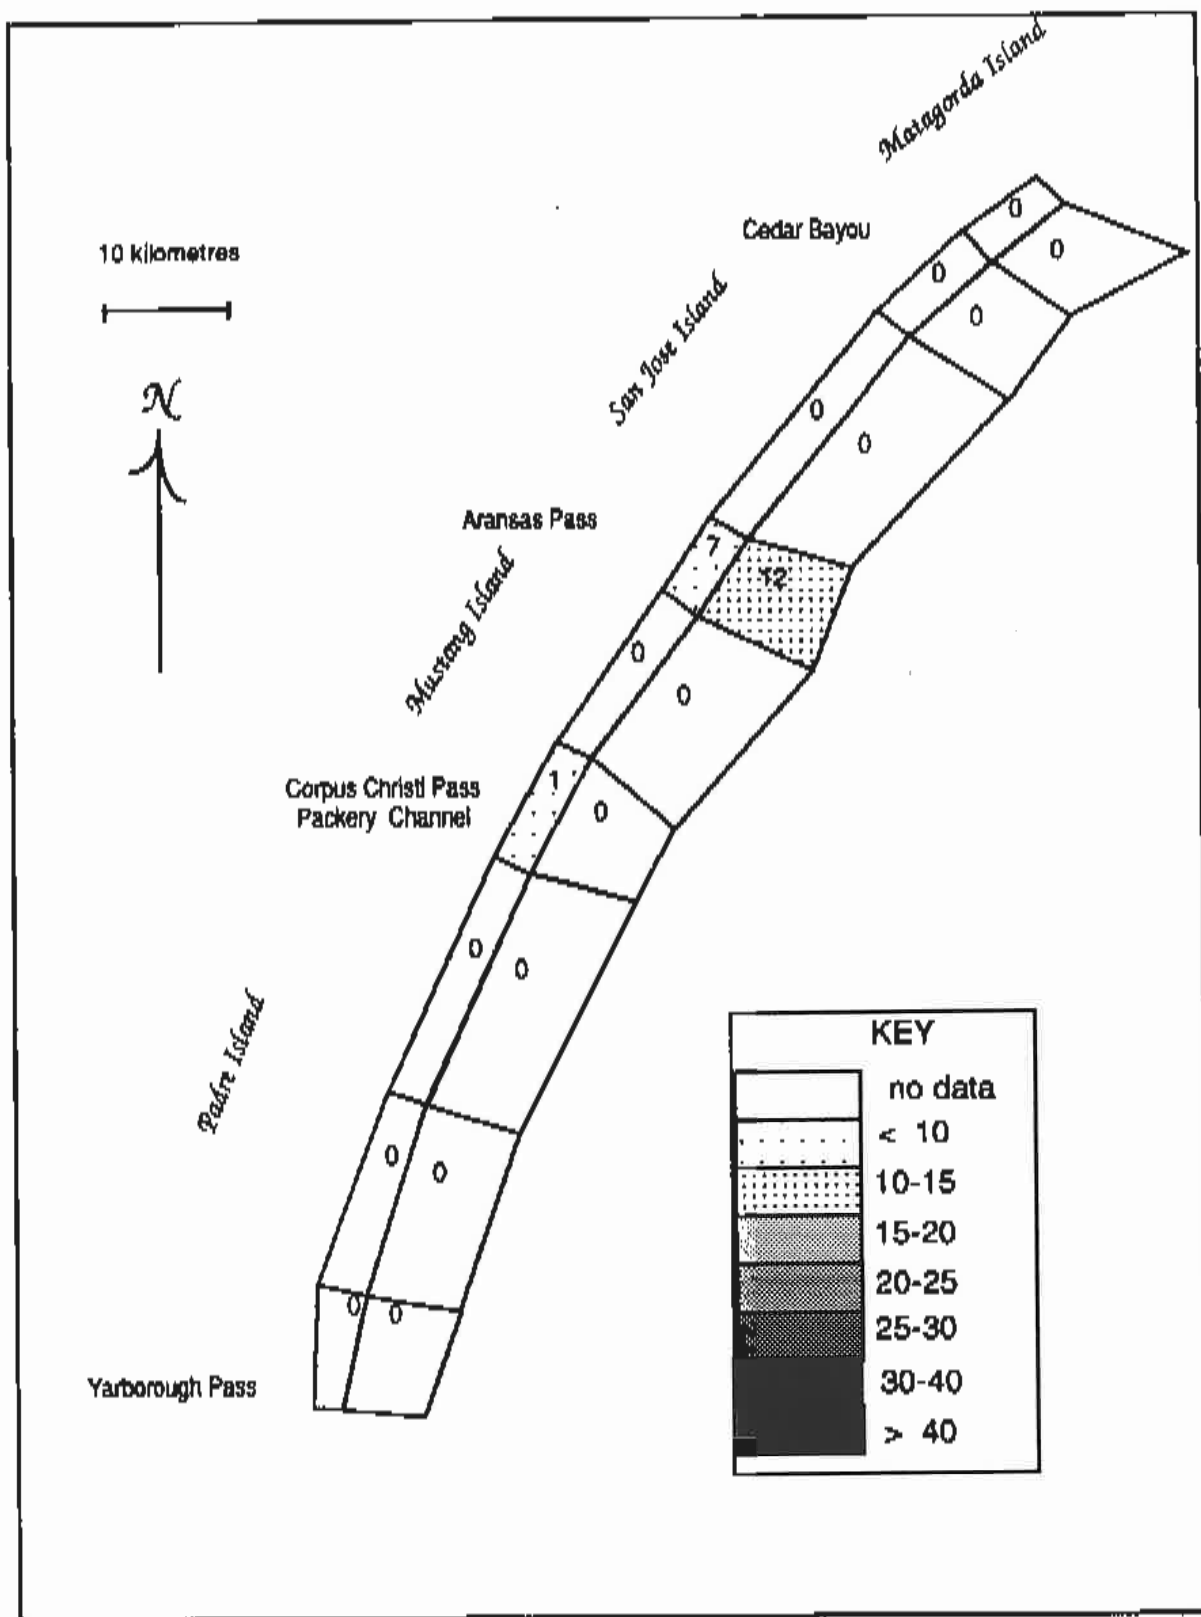 Matagorda Island
0
Cedar Bayou
0
10 kilometres
0
San Jose Island
0
N
0
0
Aransas Pass
7
12
Mustang Island
0
0
Corpus Christi Pass
Packery Channel
1
0
0
0
Padre Island
KEY
no data
< 10
10-15
15-20
20-25
25-30
30-40
> 40
0
0
0
0
Yarborough Pass